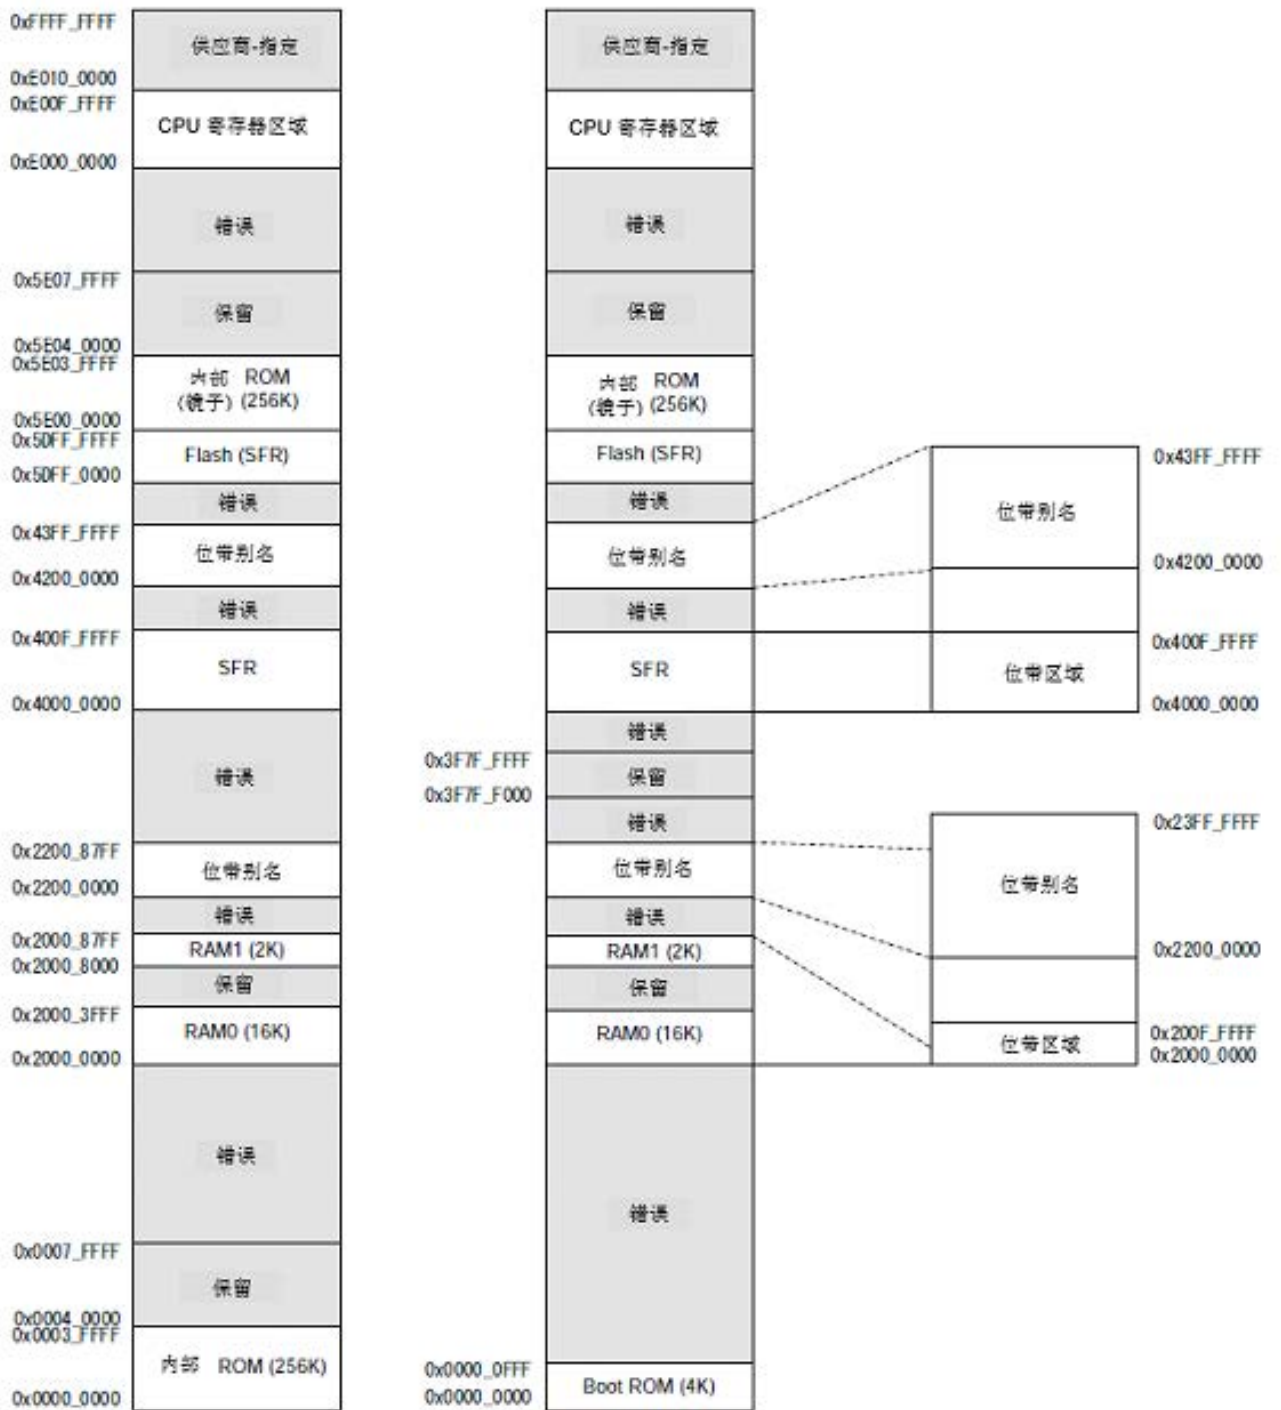 0xFFFF_FFFF
供应商-指定
0xE010_0000
0xE00F_FFFF
CPU 寄存器区域
0xE000_0000
错误
0x5E07_FFFF
保留
0x5E04_0000
0x5E03_FFFF
内部 ROM
(镜子) (256K)
0x5E00_0000
0x5DFF_FFFF
Flash (SFR)
0x5DFF_0000
错误
0x43FF_FFFF
位带别名
0x4200_0000
错误
0x400F_FFFF
SFR
0x4000_0000
错误
0x2200_87FF
位带别名
0x2200_0000
错误
0x2000_87FF
RAM1 (2K)
0x2000_8000
保留
0x2000_3FFF
RAM0 (16K)
0x2000_0000
错误
0x0007_FFFF
保留
0x0004_0000
0x0003_FFFF
内部 ROM (256K)
0x0000_0000
供应商-指定
CPU 寄存器区域
错误
保留
内部 ROM
(镜子) (256K)
Flash (SFR)
错误
位带别名
错误
SFR
错误
0x3F7F_FFFF
保留
0x3F7F_F000
错误
位带别名
错误
RAM1 (2K)
保留
RAM0 (16K)
错误
0x0000_0FFF
Boot ROM (4K)
0x0000_0000
0x43FF_FFFF
位带别名
0x4200_0000
0x400F_FFFF
位带区域
0x4000_0000
0x23FF_FFFF
位带别名
0x2200_0000
0x200F_FFFF
位带区域
0x2000_0000